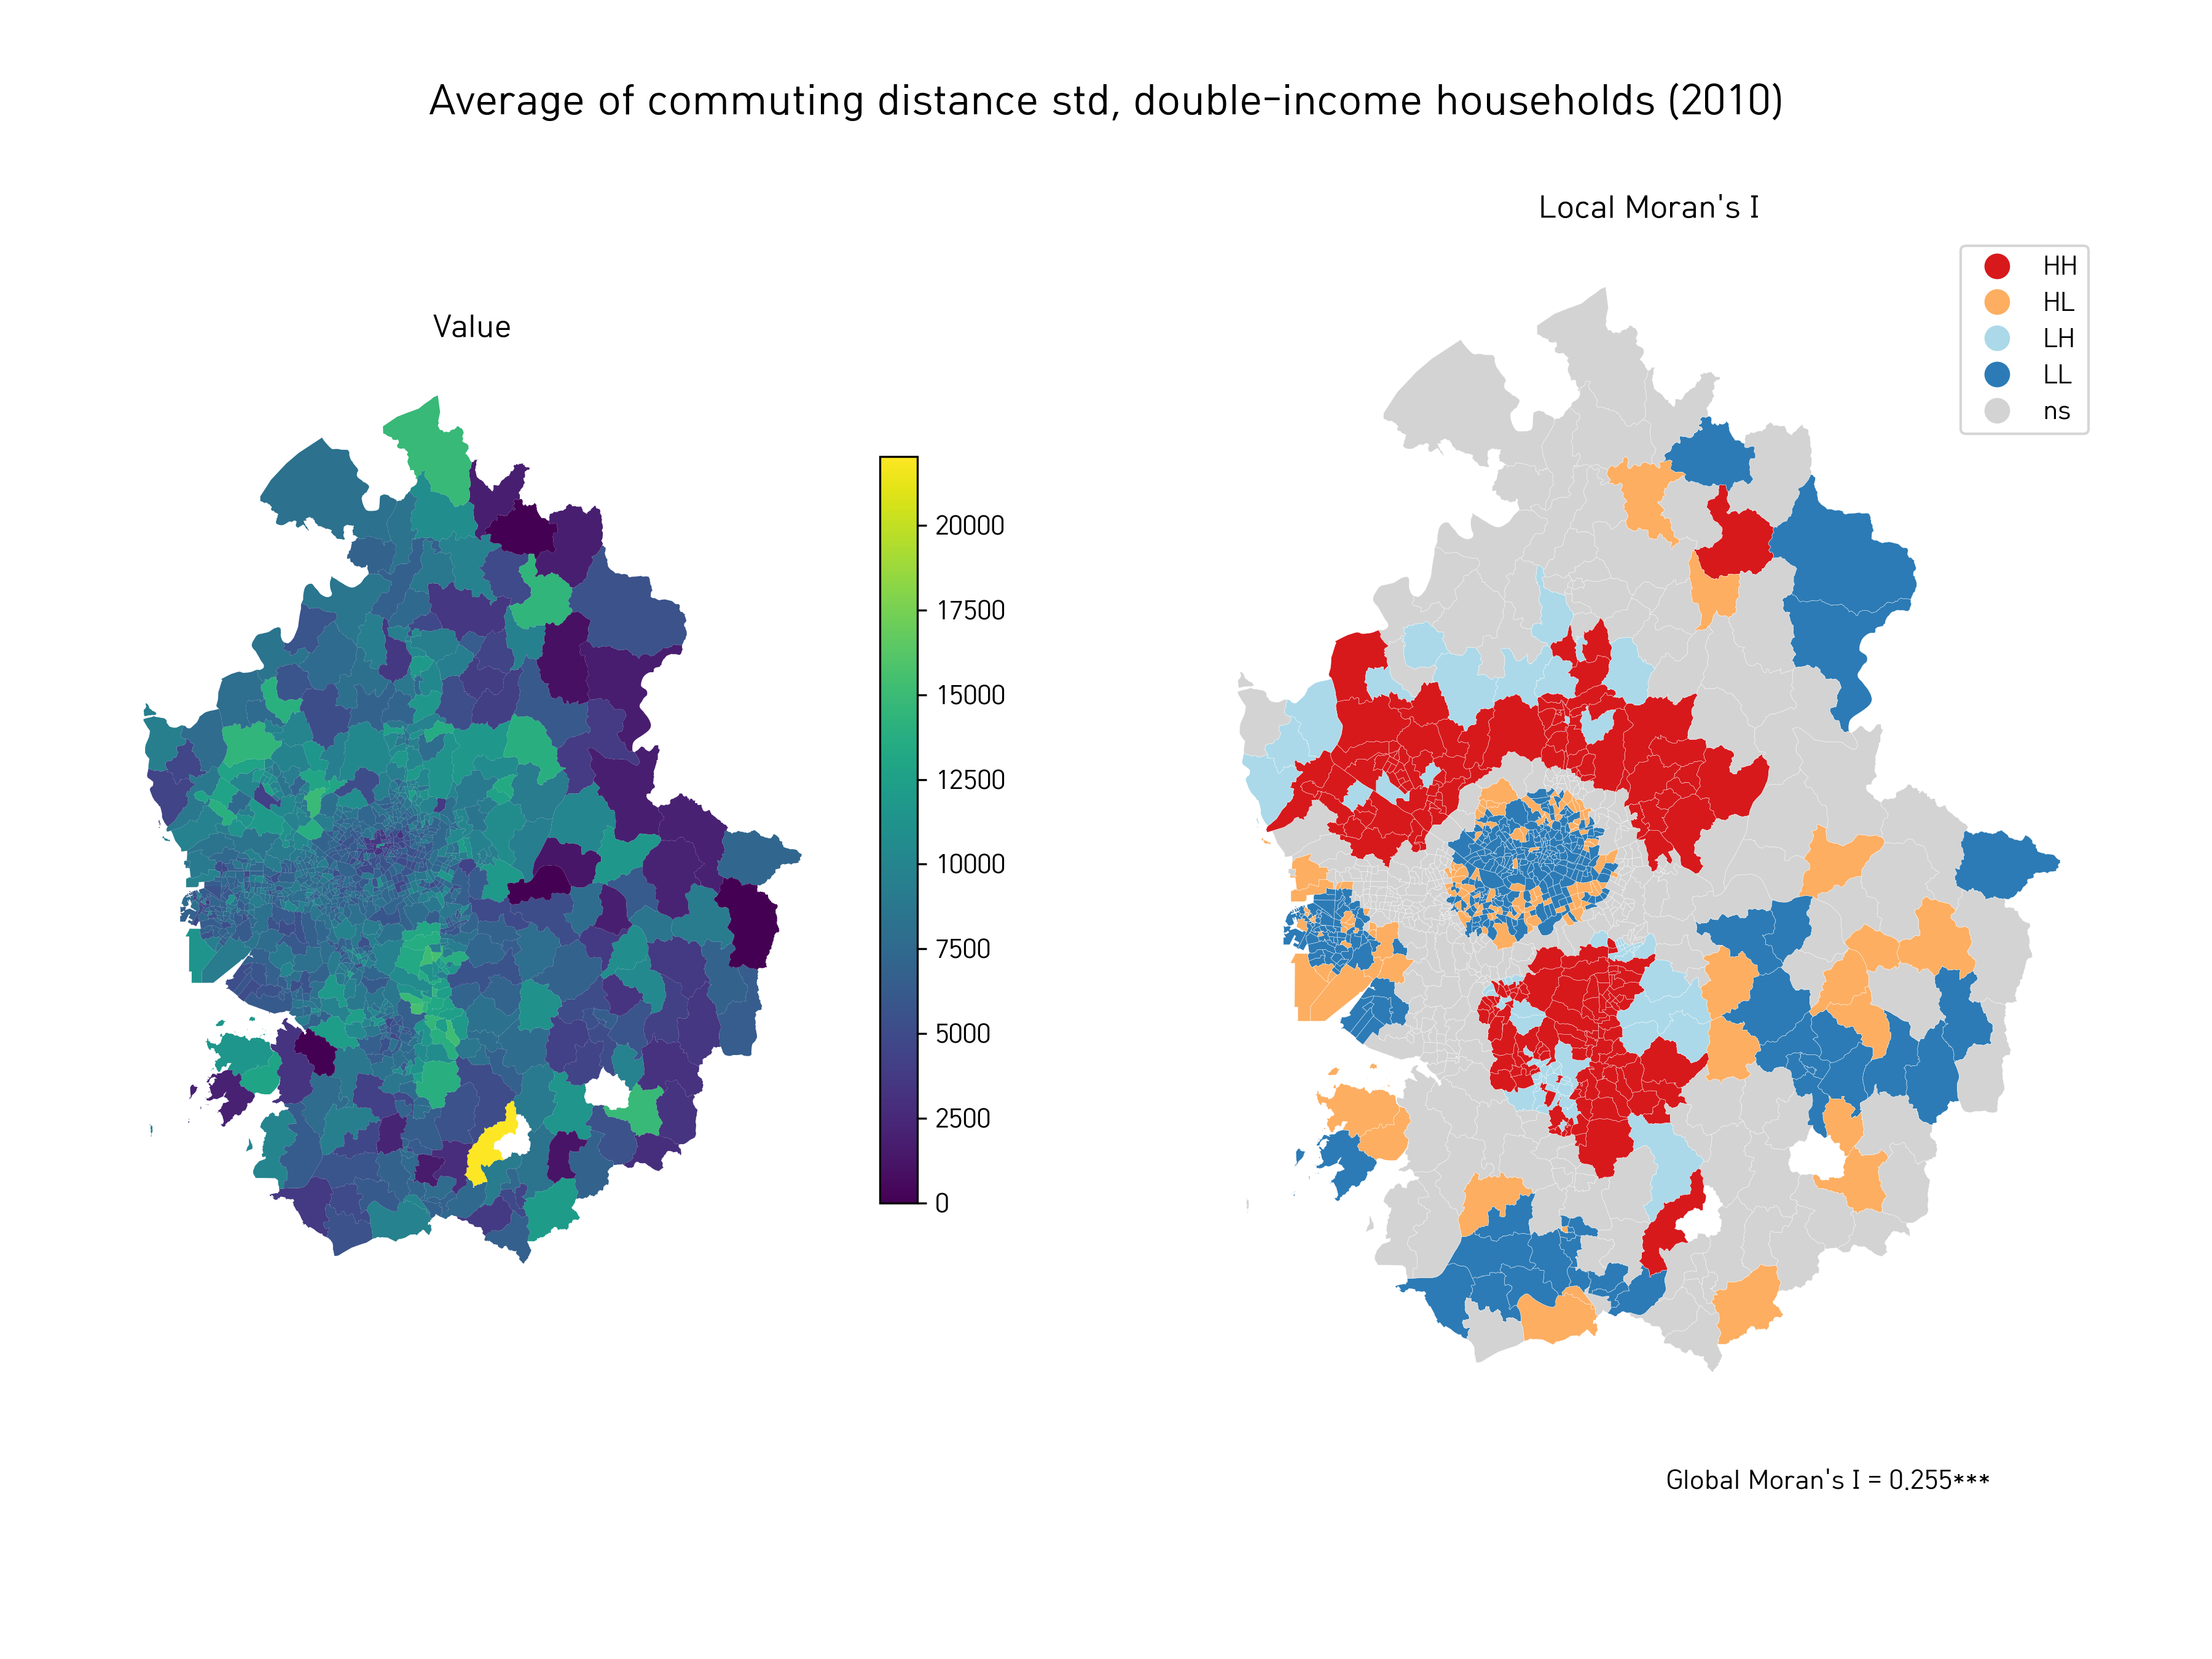 Average of commuting distance std, double-income households (2010)
Local Moran's I
Value
HH
HL
LH
LL
ns
20000
17500
15000
12500
10000
7500
5000
2500
0
Global Moran's I = 0.255***